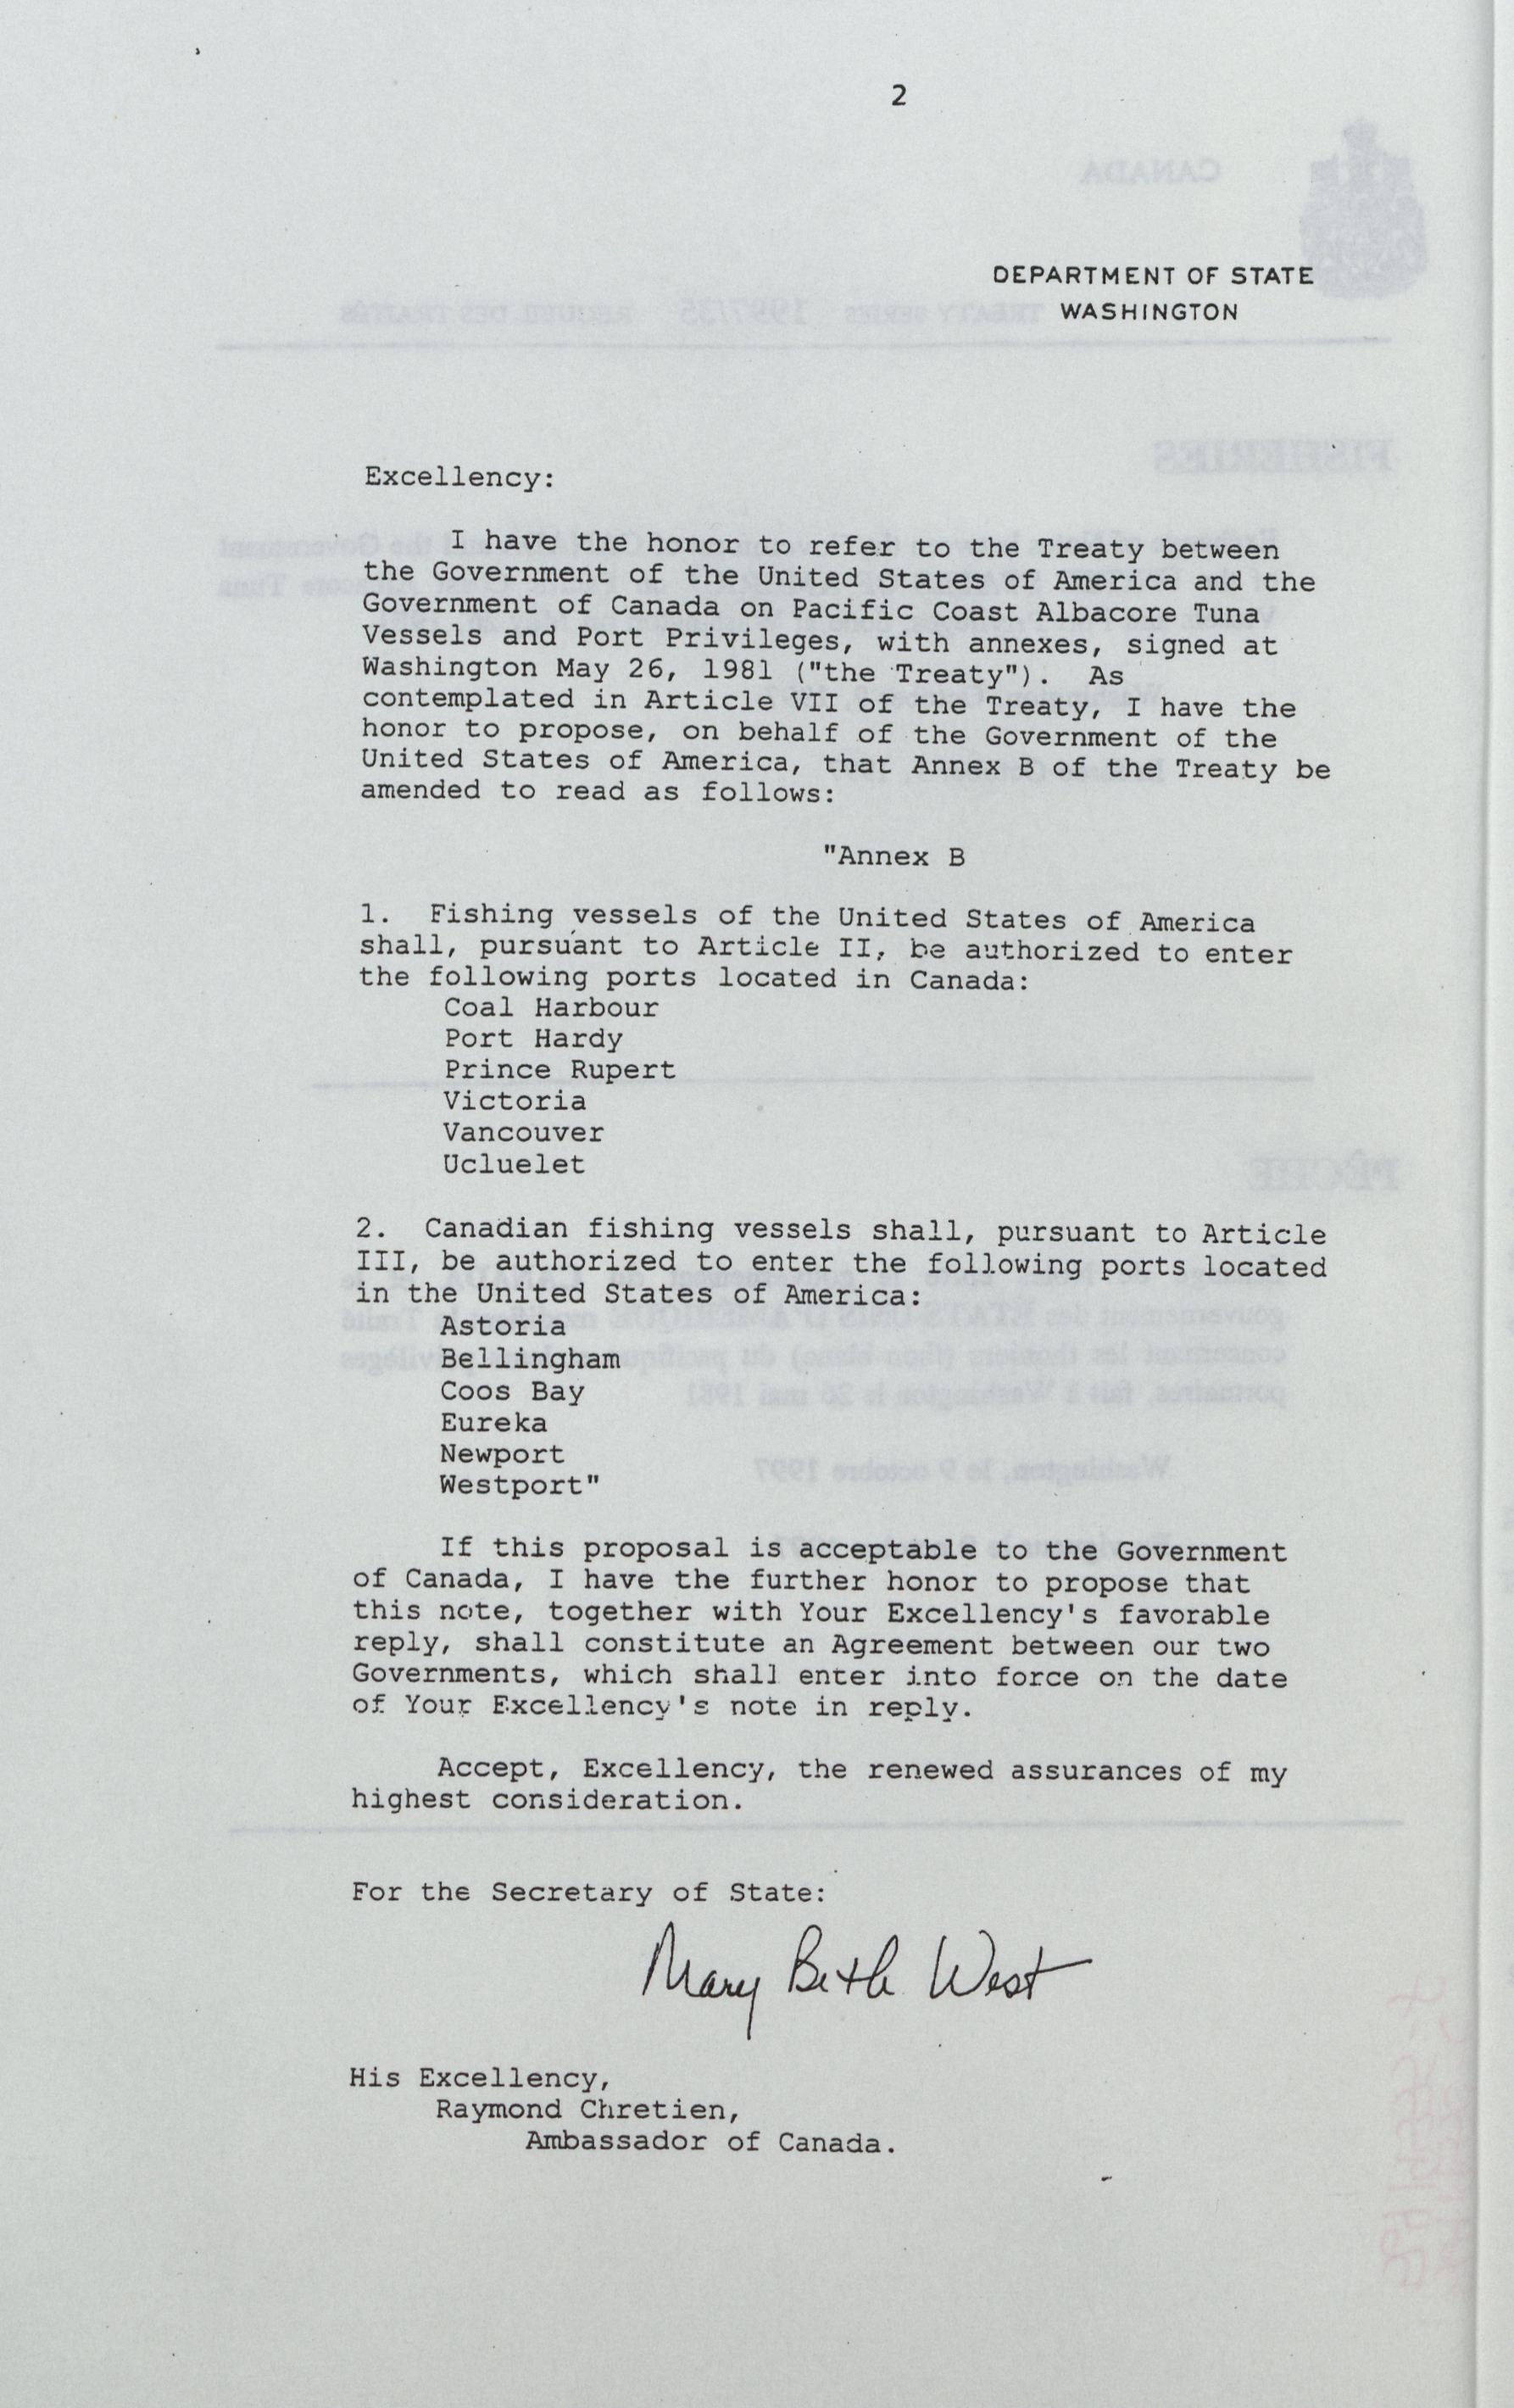 2
DEPARTMENT OF STATE
WASHINGTON
Excellency:
I have the honor to refer to the Treaty between
the Government of the United States of America and the
Government of Canada on Pacific Coast Albacore Tuna
Vessels and Port Privileges, with annexes, signed at
Washington May 26, 1981 ("the Treaty"). As
contemplated in Article VII of the Treaty, I have the
honor to propose, on behalf of the Government of the
United States of America, that Annex B of the Treaty be
amended to read as follows:
"Annex B
1. Fishing vessels of the United States of America
shall, pursuant to Article II, be authorized to enter
the following ports located in Canada:
Coal Harbour
Port Hardy
Prince Rupert
Victoria
Vancouver
Ucluelet
2. Canadian fishing vessels shall, pursuant to Article
III, be authorized to enter the following ports located
in the United States of America:
Astoria
Bellingham
Coos Bay
Eureka
Newport
Westport"
If this proposal is acceptable to the Government
of Canada, I have the further honor to propose that
this note, together with Your Excellency's favorable
reply, shall constitute an Agreement between our two
Governments, which shall enter into force on the date
of Your Excellency's note in reply.
Accept, Excellency, the renewed assurances of my
highest consideration.
For the Secretary of State:
Mary Beth West
His Excellency,
Raymond Chretien,
Ambassador of Canada.